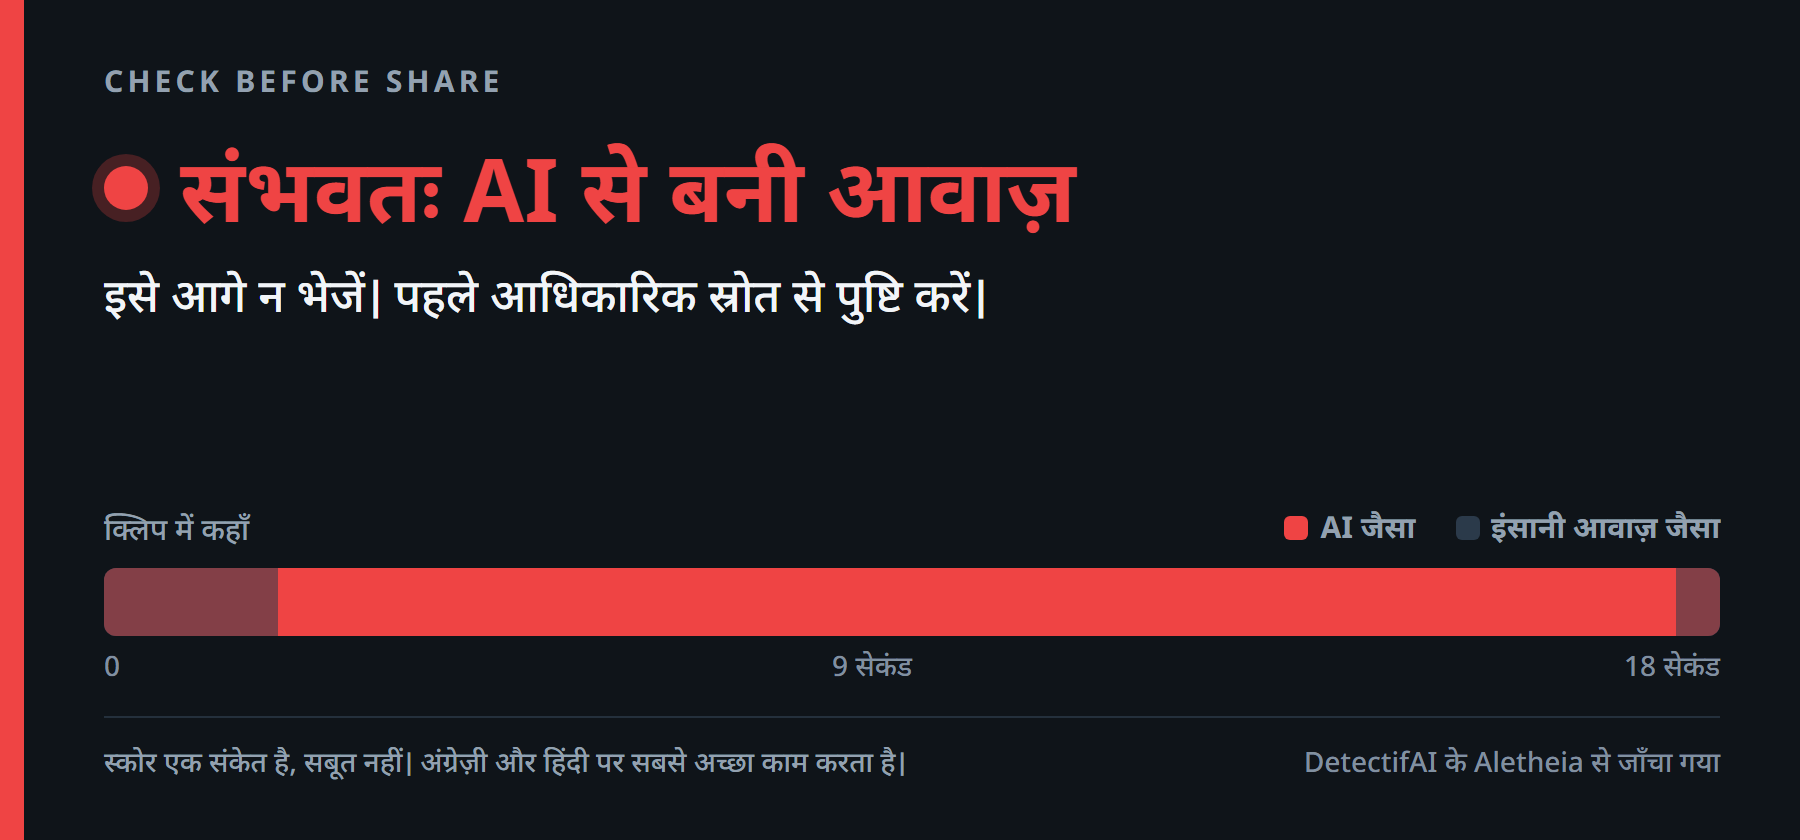 CHECK BEFORE SHARE
संभवतः AI से बनी आवाज़
इसे आगे न भेजें| पहले आधिकारिक स्रोत से पुष्टि करें|
क्लिप में कहाँ
AI जैसा
इंसानी आवाज़ जैसा
0
9 सेकंड
18 सेकंड
स्कोर एक संकेत है, सबूत नहीं| अंग्रेज़ी और हिंदी पर सबसे अच्छा काम करता है|
DetectifAI के Aletheia से जाँचा गया